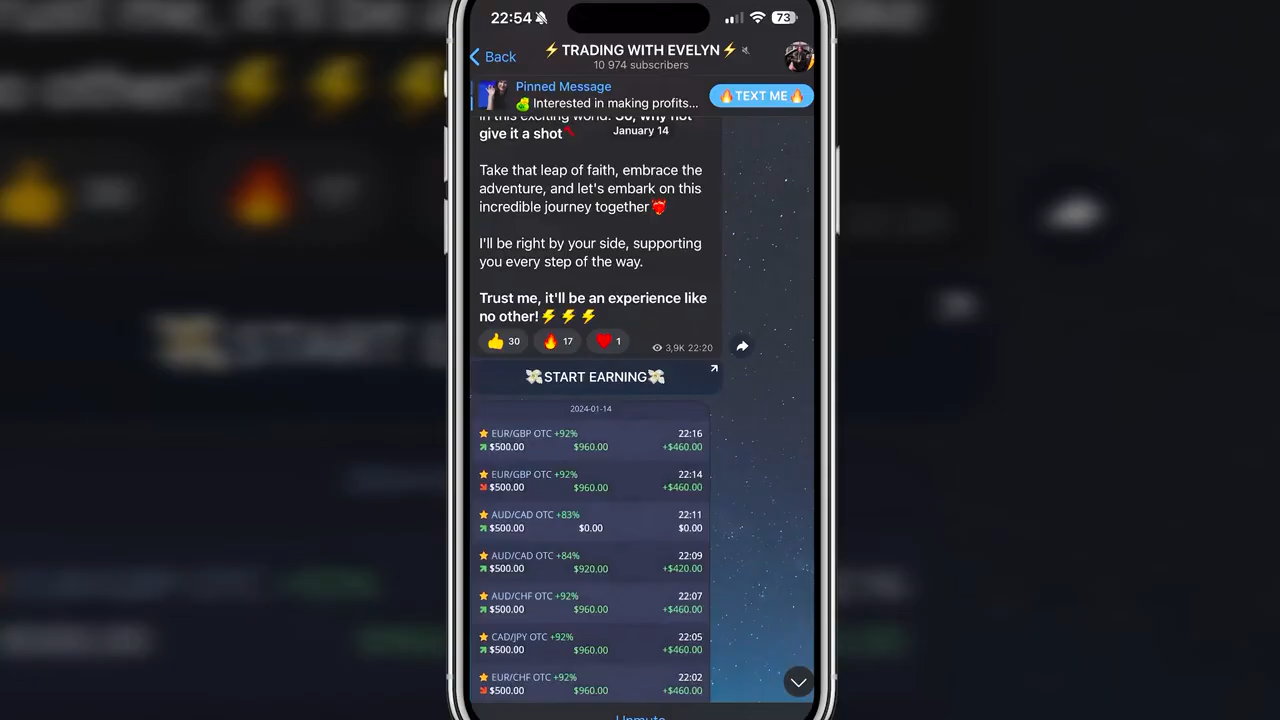 22:54
73
Back
⚡ TRADING WITH EVELYN ⚡
10 974 subscribers
Pinned Message
💰 Interested in making profits...
🔥TEXT ME🔥
give it a shot
January 14
Take that leap of faith, embrace the
adventure, and let's embark on this
incredible journey together
I'll be right by your side, supporting
you every step of the way.
Trust me, it'll be an experience like
no other!⚡⚡⚡
👍 30 🔥 17 ❤️ 1
3,9K 22:20
💸START EARNING💸
2024-01-14
EUR/GBP OTC +92% 22:16
$500.00 $960.00 +$460.00
EUR/GBP OTC +92% 22:14
$500.00 $960.00 +$460.00
AUD/CAD OTC +83% 22:11
$500.00 $0.00 $0.00
AUD/CAD OTC +84% 22:09
$500.00 $920.00 +$420.00
AUD/CHF OTC +92% 22:07
$500.00 $960.00 +$460.00
CAD/JPY OTC +92% 22:05
$500.00 $960.00 +$460.00
EUR/CHF OTC +92% 22:02
$500.00 $960.00 +$460.00